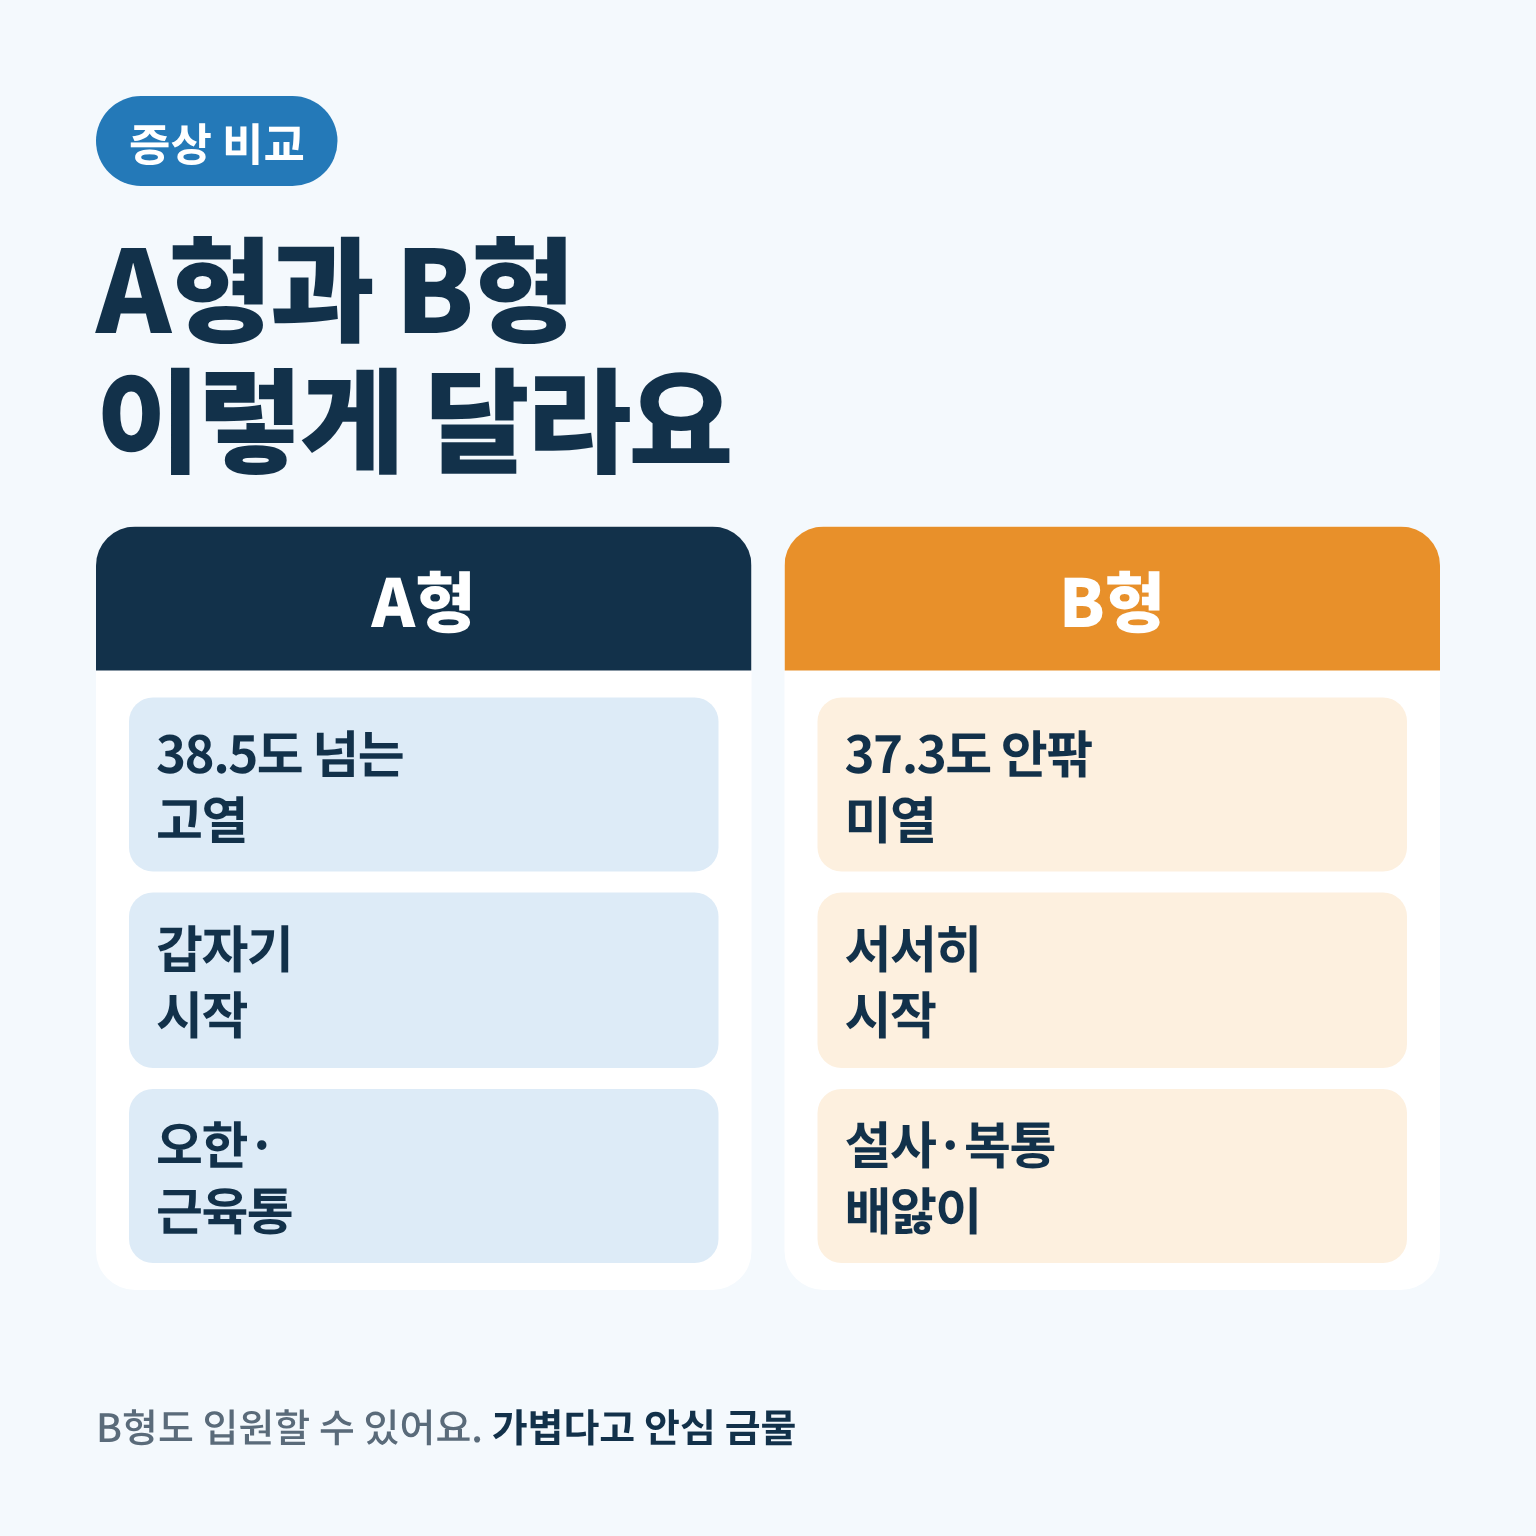 증상 비교
A형과 B형
이렇게 달라요
A형
38.5도 넘는
고열
갑자기
시작
오한·
근육통
B형
37.3도 안팎
미열
서서히
시작
설사·복통
배앓이
B형도 입원할 수 있어요. 가볍다고 안심 금물